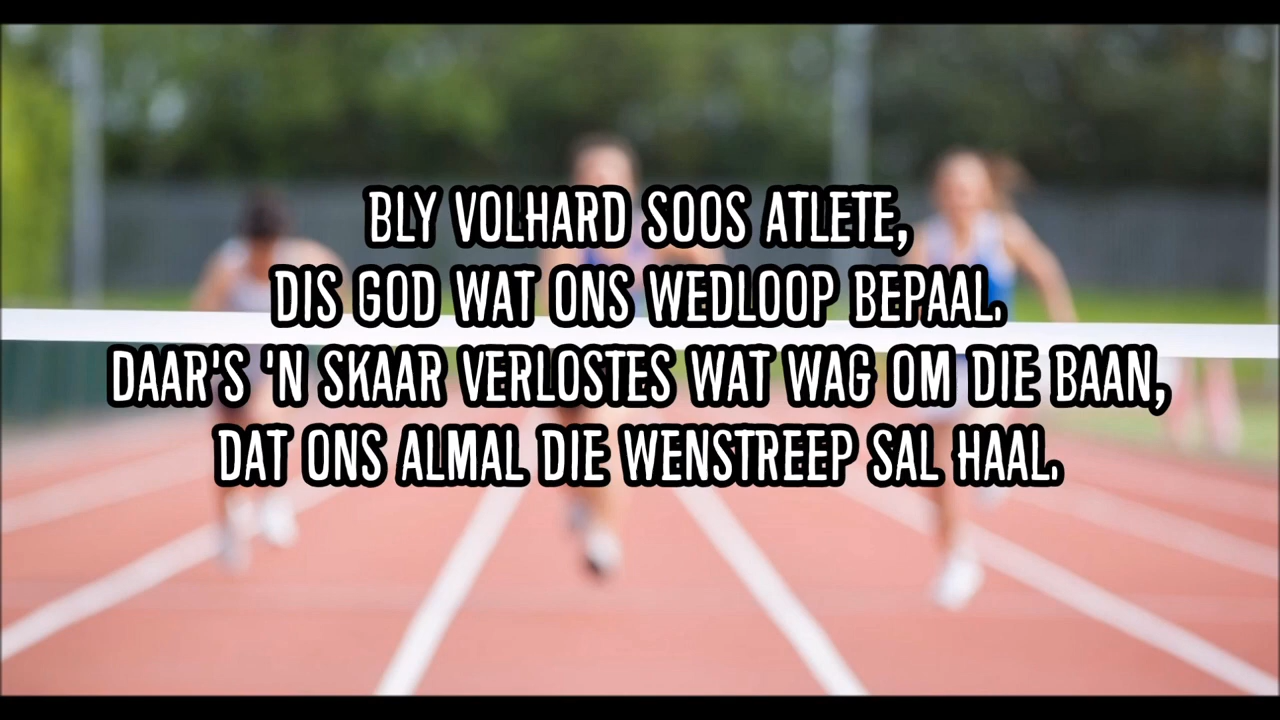 BLY VOLHARD SOOS ATLETE,
DIS GOD WAT ONS WEDLOOP BEPAAL.
DAAR'S 'N SKAAR VERLOSTES WAT WAG OM DIE BAAN,
DAT ONS ALMAL DIE WENSTREEP SAL HAAL.